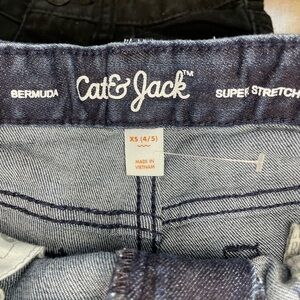 BERMUDA Cat & Jack™ SUPER STRETCH
XS (4/5)
MADE IN
VIETNAM